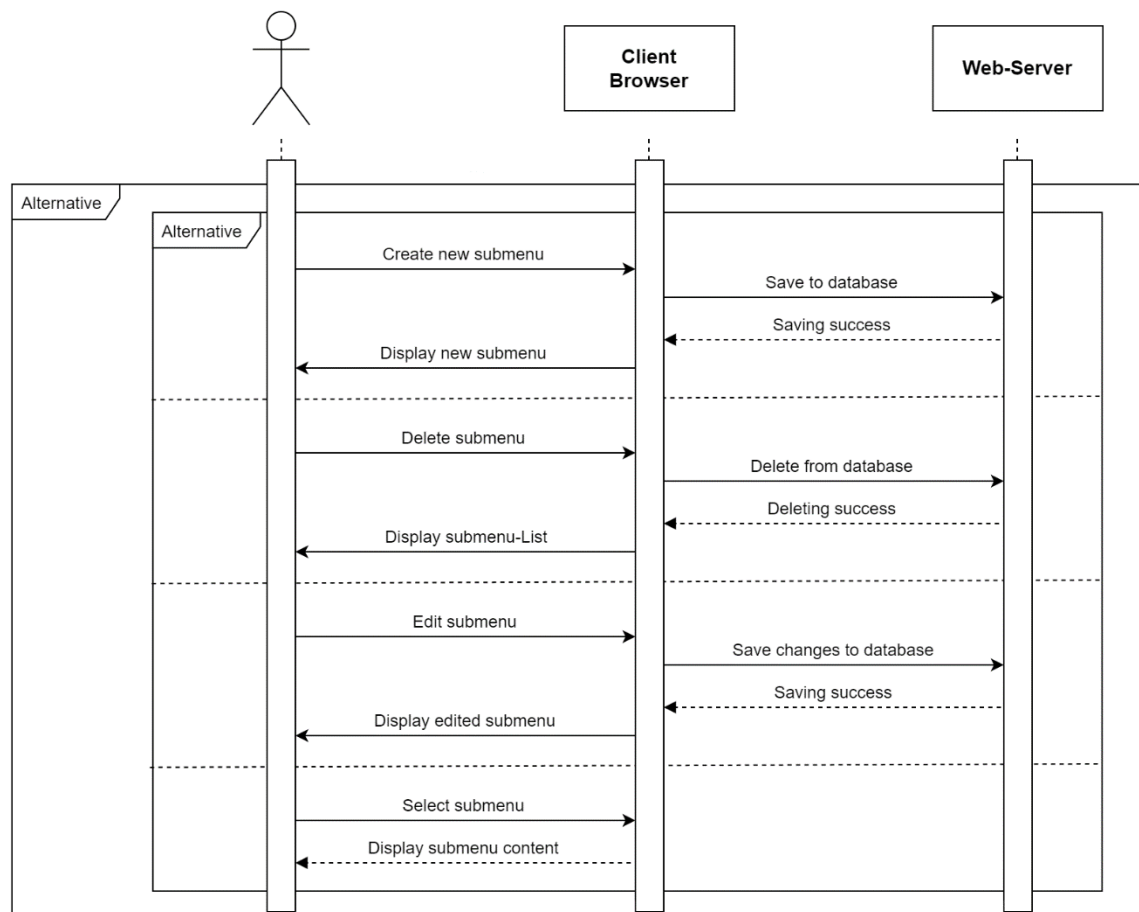 Client
Browser
Web-Server
Alternative
Alternative
Create new submenu
Save to database
Saving success
Display new submenu
Delete submenu
Delete from database
Deleting success
Display submenu-List
Edit submenu
Save changes to database
Saving success
Display edited submenu
Select submenu
Display submenu content